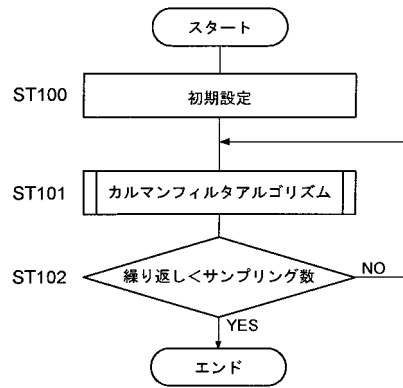 スタート
ST100
初期設定
ST101
カルマンフィルタアルゴリズム
ST102
繰り返し<サンプリング数
NO
YES
エンド